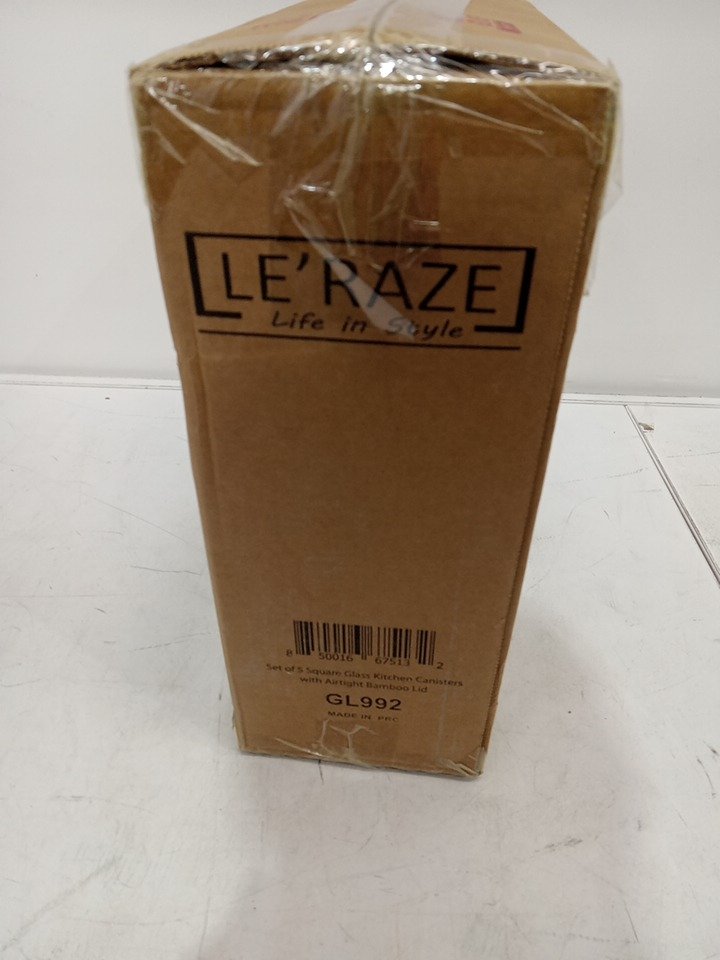 LE'RAZE
Life in Style
8 50016 67513 2
Set of 5 Square Glass Kitchen Canisters
with Airtight Bamboo Lid
GL992
MADE IN PRC